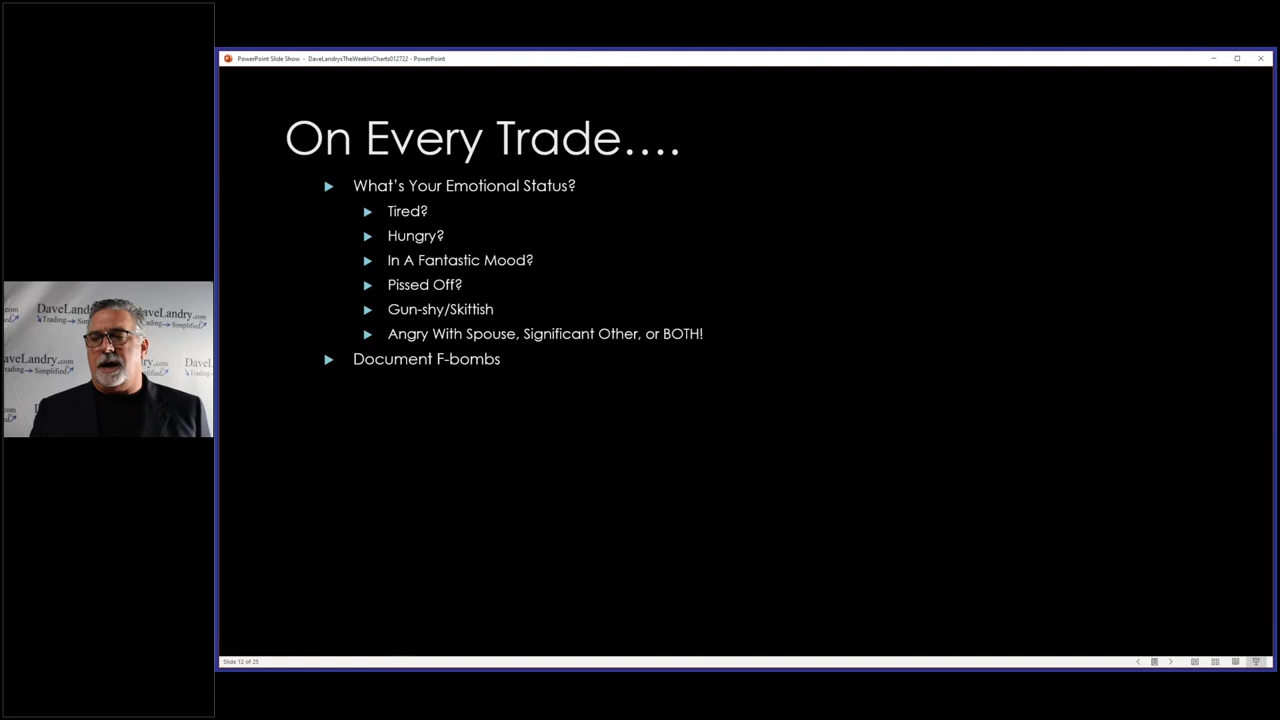 PowerPoint Slide Show - DaveLandrysTheWeekInCharts012722 - PowerPoint
On Every Trade....
What's Your Emotional Status?
Tired?
Hungry?
In A Fantastic Mood?
Pissed Off?
Gun-shy/Skittish
Angry With Spouse, Significant Other, or BOTH!
Document F-bombs
DaveLandry.com
Trading Simplified
Slide 12 of 25